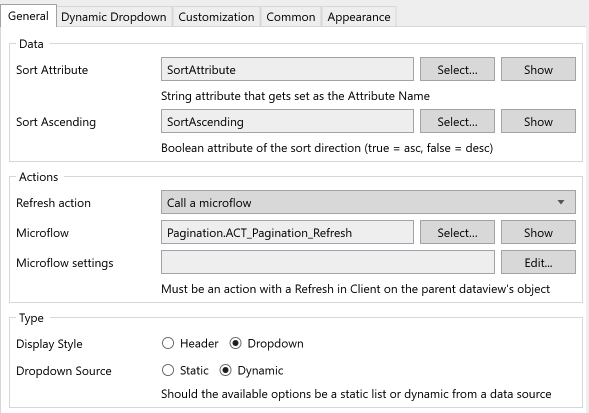 General Dynamic Dropdown Customization Common Appearance
Data
Sort Attribute SortAttribute Select... Show
String attribute that gets set as the Attribute Name
Sort Ascending SortAscending Select... Show
Boolean attribute of the sort direction (true = asc, false = desc)
Actions
Refresh action Call a microflow
Microflow Pagination.ACT_Pagination_Refresh Select... Show
Microflow settings Edit...
Must be an action with a Refresh in Client on the parent dataview's object
Type
Display Style Header Dropdown
Dropdown Source Static Dynamic
Should the available options be a static list or dynamic from a data source